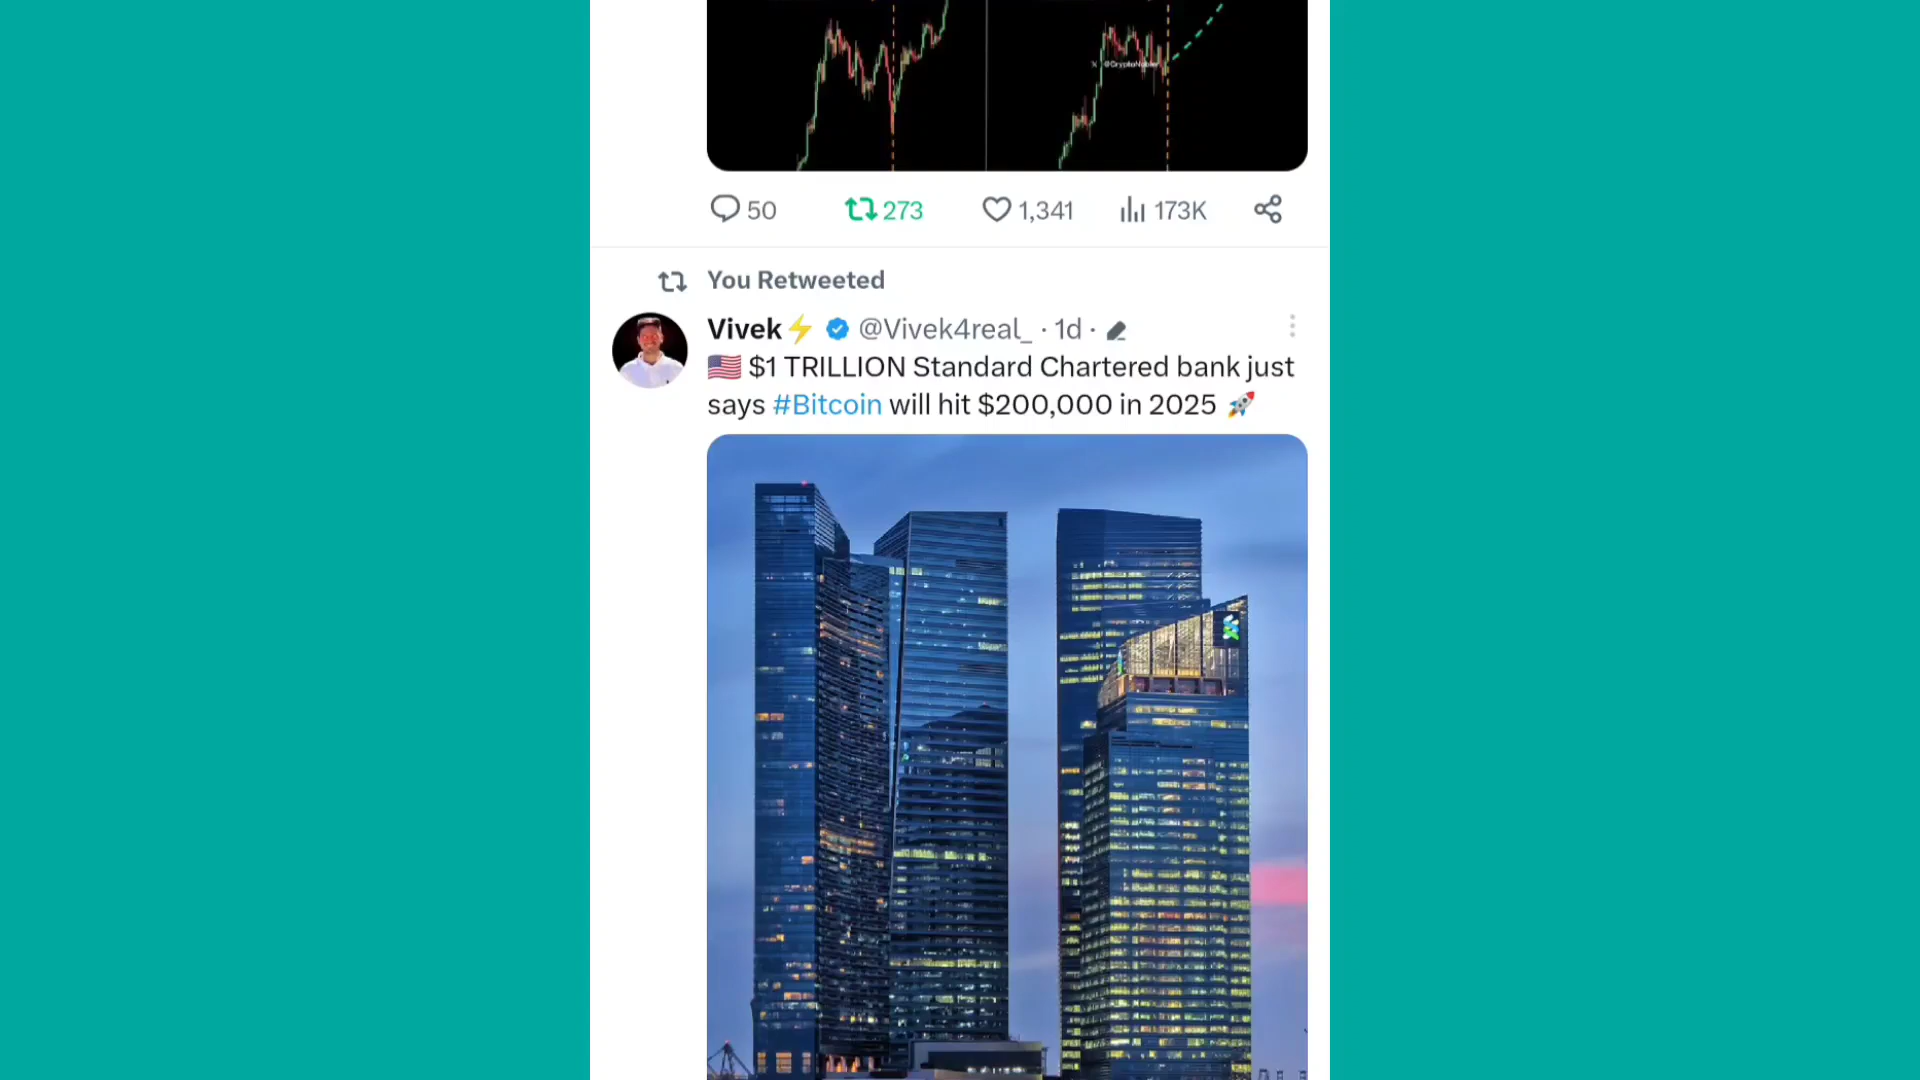 X @CryptoNobler
50 273 1,341 173K
You Retweeted
Vivek⚡ @Vivek4real_ · 1d ·
🇺🇸 $1 TRILLION Standard Chartered bank just
says #Bitcoin will hit $200,000 in 2025 🚀